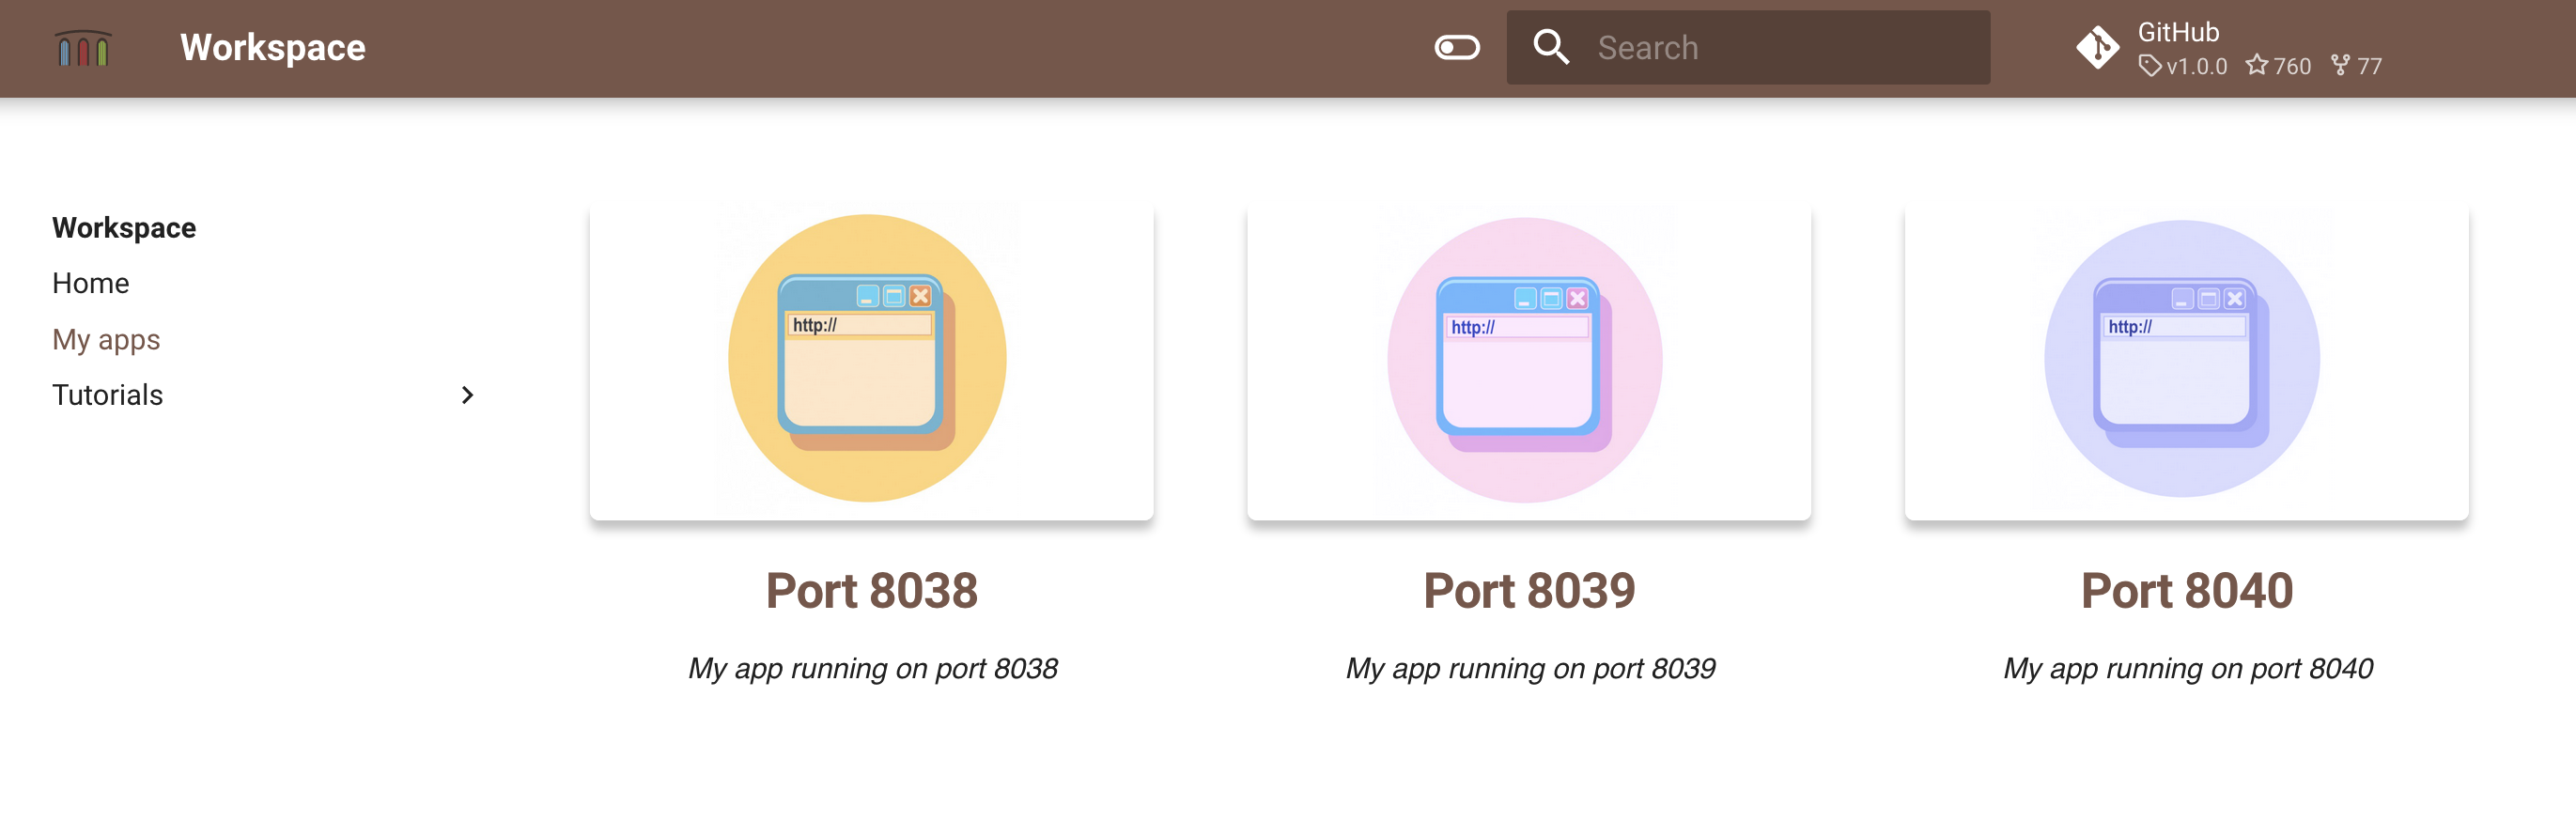 Workspace
Search
GitHub
v1.0.0 760 77
Workspace
Home
My apps
Tutorials
http://
http://
http://
Port 8038
Port 8039
Port 8040
My app running on port 8038
My app running on port 8039
My app running on port 8040